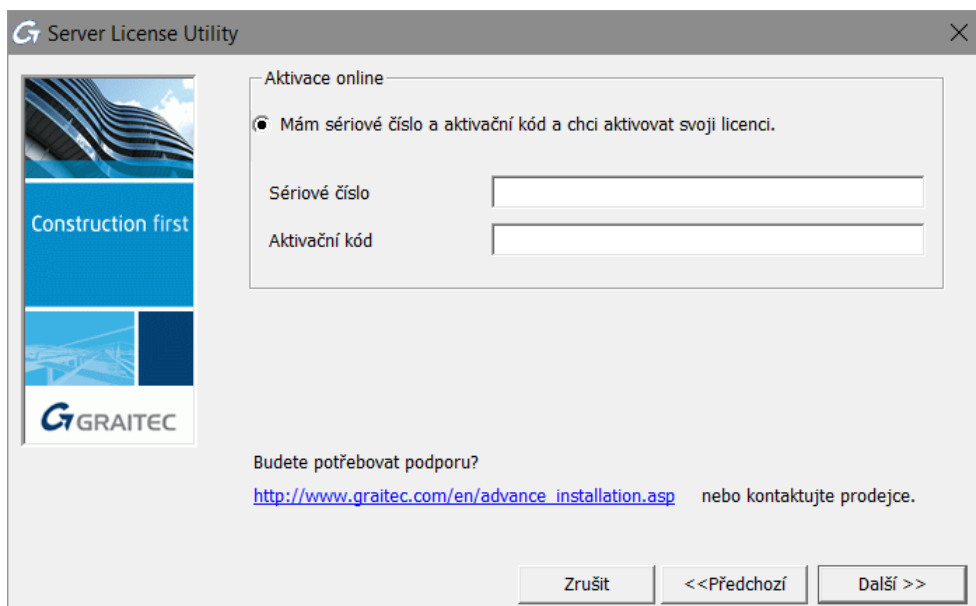 Server License Utility
Aktivace online
Mám sériové číslo a aktivační kód a chci aktivovat svoji licenci.
Sériové číslo
Aktivační kód
Construction first
GRAITEC
Budete potřebovat podporu?
http://www.graitec.com/en/advance_installation.asp nebo kontaktujte prodejce.
Zrušit <<Předchozí Další >>